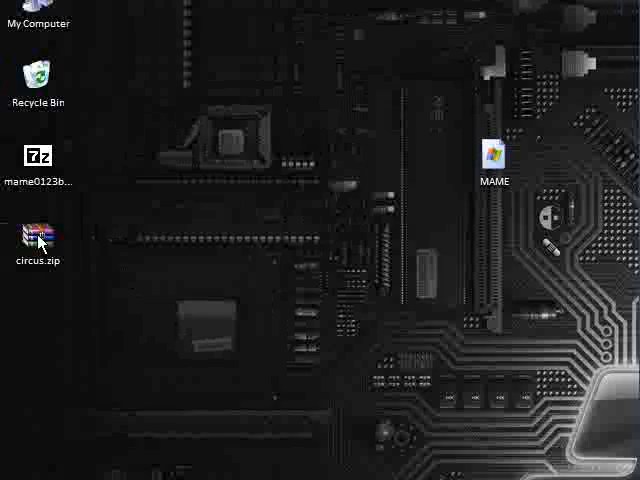 My Computer
Recycle Bin
7z
mame0123b...
circus.zip
MAME